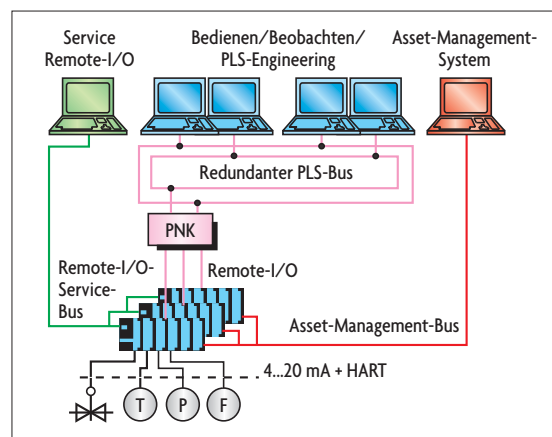 Service
Remote-I/O
Bedienen/Beobachten/
PLS-Engineering
Asset-Management-
System
Redundanter PLS-Bus
PNK
Remote-I/O-
Service-
Bus
Remote-I/O
Asset-Management-Bus
4...20 mA + HART
T
P
F